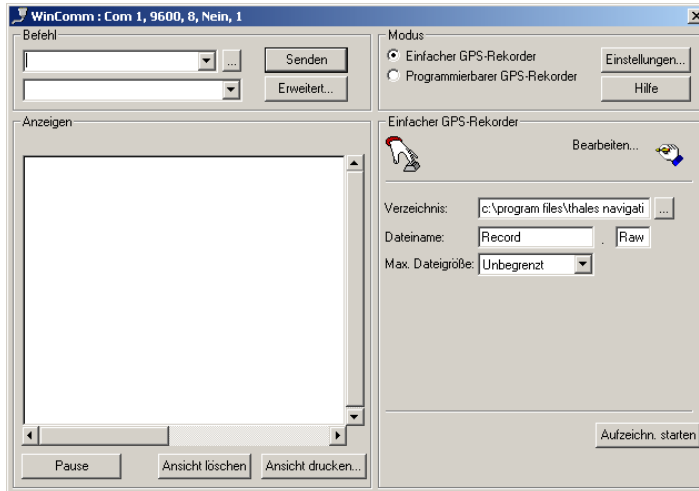 WinComm : Com 1, 9600, 8, Nein, 1
Befehl
... Senden
Erweitert...
Modus
Einfacher GPS-Rekorder
Programmierbarer GPS-Rekorder
Einstellungen...
Hilfe
Anzeigen
Pause Ansicht löschen Ansicht drucken...
Einfacher GPS-Rekorder
Bearbeiten...
Verzeichnis: c:\program files\thales navigati ...
Dateiname: Record . Raw
Max. Dateigröße: Unbegrenzt
Aufzeichn. starten